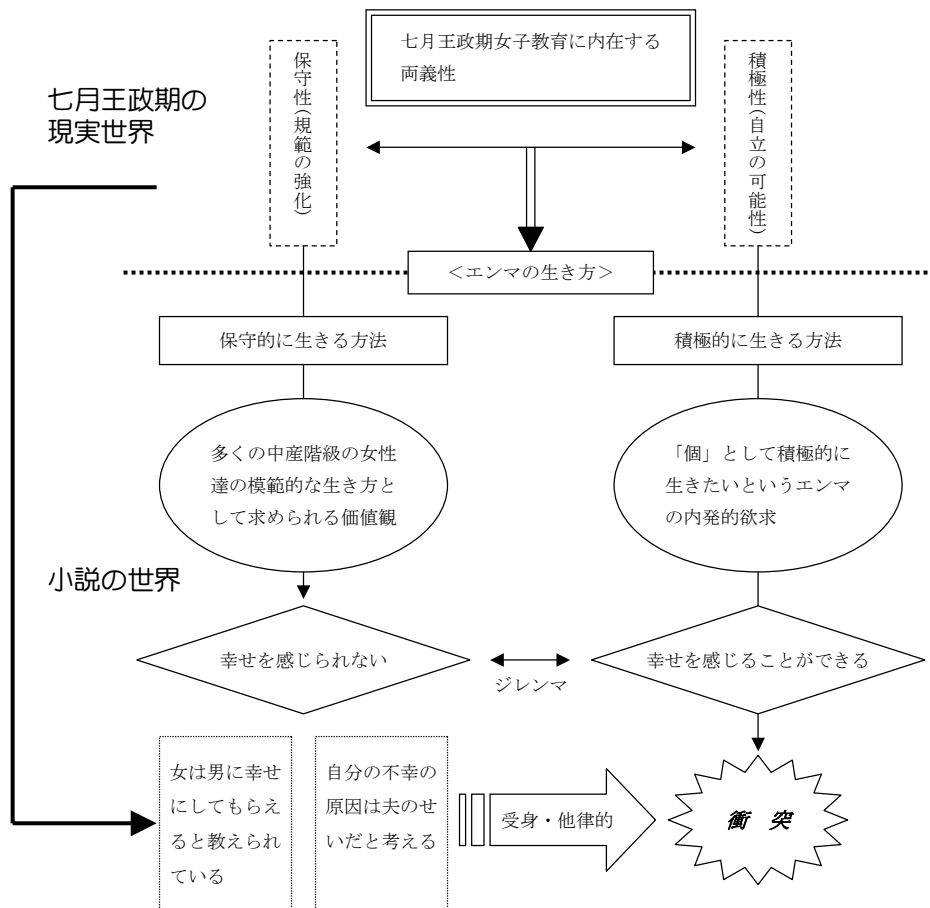 七月王政期女子教育に内在する
両義性
保守性(規範の強化)
積極性(自立の可能性)
七月王政期の
現実世界
＜エンマの生き方＞
保守的に生きる方法
積極的に生きる方法
多くの中産階級の女性
達の模範的な生き方と
して求められる価値観
「個」として積極的に
生きたいというエンマ
の内発的欲求
小説の世界
幸せを感じられない
ジレンマ
幸せを感じることができる
女は男に幸せ
にしてもらえ
ると教えられ
ている
自分の不幸の
原因は夫のせ
いだと考える
受身・他律的
衝　突